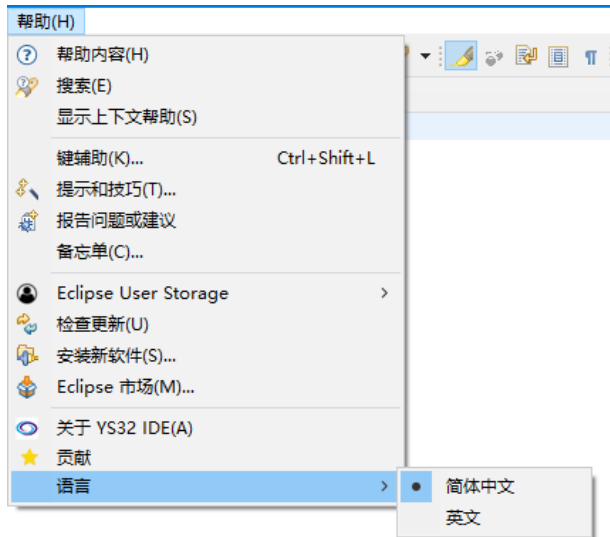 帮助(H)
帮助内容(H)
搜索(E)
显示上下文帮助(S)
键辅助(K)... Ctrl+Shift+L
提示和技巧(T)...
报告问题或建议
备忘单(C)...
Eclipse User Storage
检查更新(U)
安装新软件(S)...
Eclipse 市场(M)...
关于 YS32 IDE(A)
贡献
语言
简体中文
英文